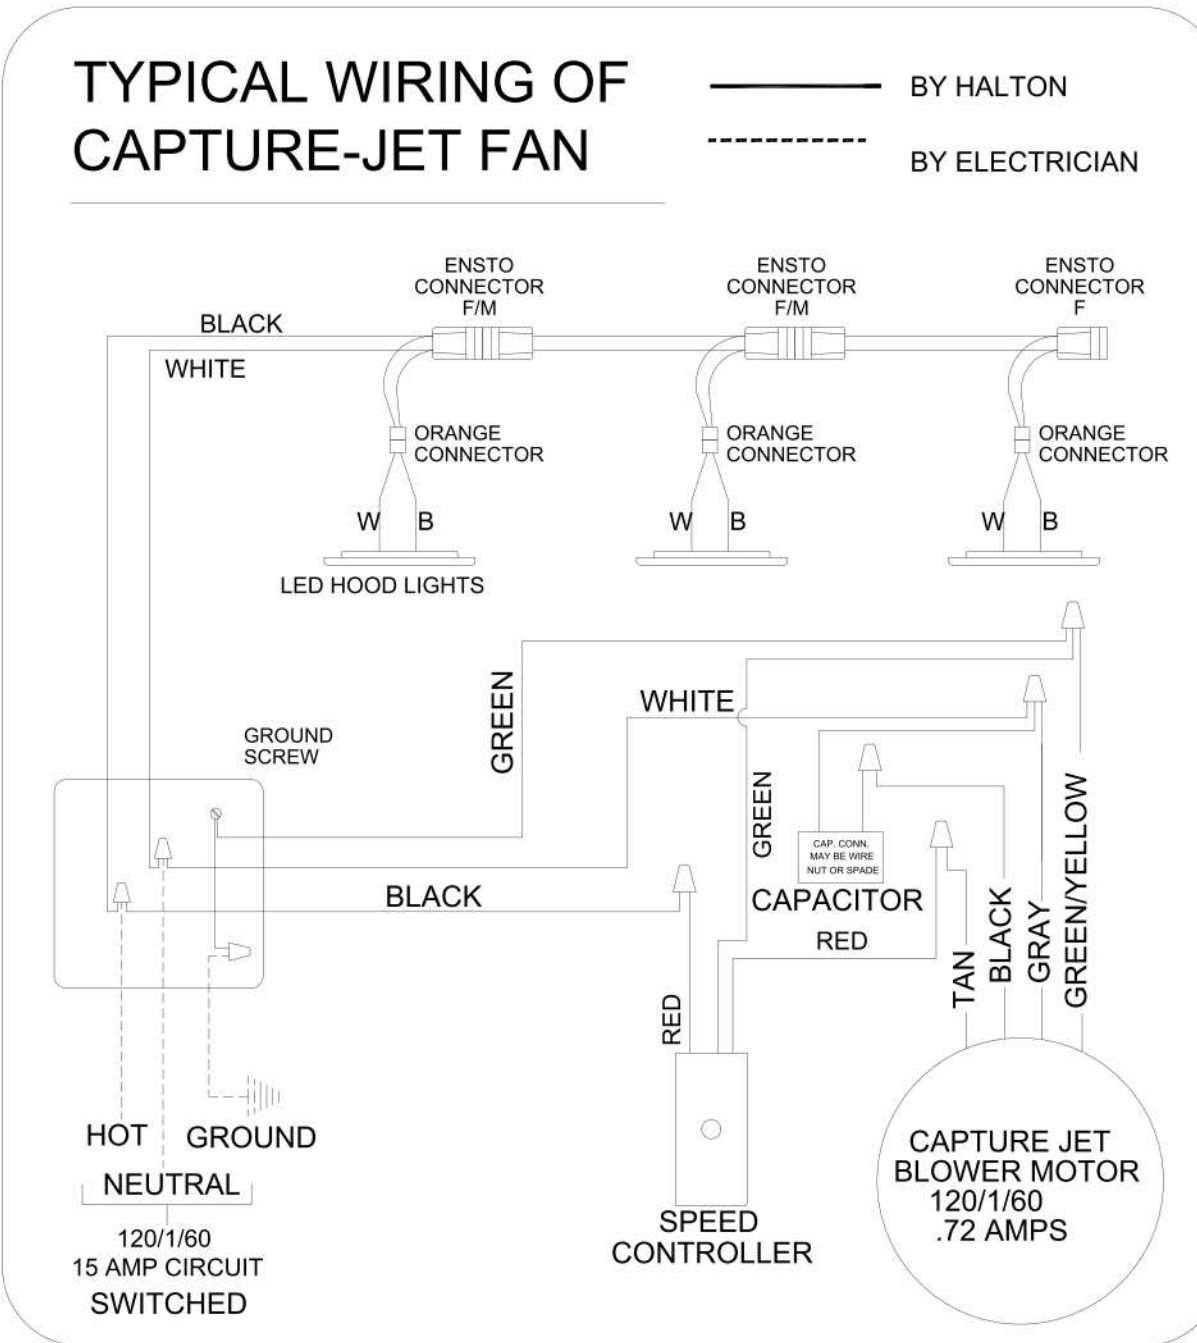 TYPICAL WIRING OF
CAPTURE-JET FAN
BY HALTON
BY ELECTRICIAN
ENSTO
CONNECTOR
F/M
ENSTO
CONNECTOR
F/M
ENSTO
CONNECTOR
F
BLACK
WHITE
ORANGE
CONNECTOR
ORANGE
CONNECTOR
ORANGE
CONNECTOR
W B
W B
W B
LED HOOD LIGHTS
GREEN
WHITE
GROUND
SCREW
GREEN
CAP. CONN.
MAY BE WIRE
NUT OR SPADE
CAPACITOR
BLACK
RED
RED
TAN
BLACK
GRAY
GREEN/YELLOW
HOT
GROUND
NEUTRAL
120/1/60
15 AMP CIRCUIT
SWITCHED
SPEED
CONTROLLER
CAPTURE JET
BLOWER MOTOR
120/1/60
.72 AMPS